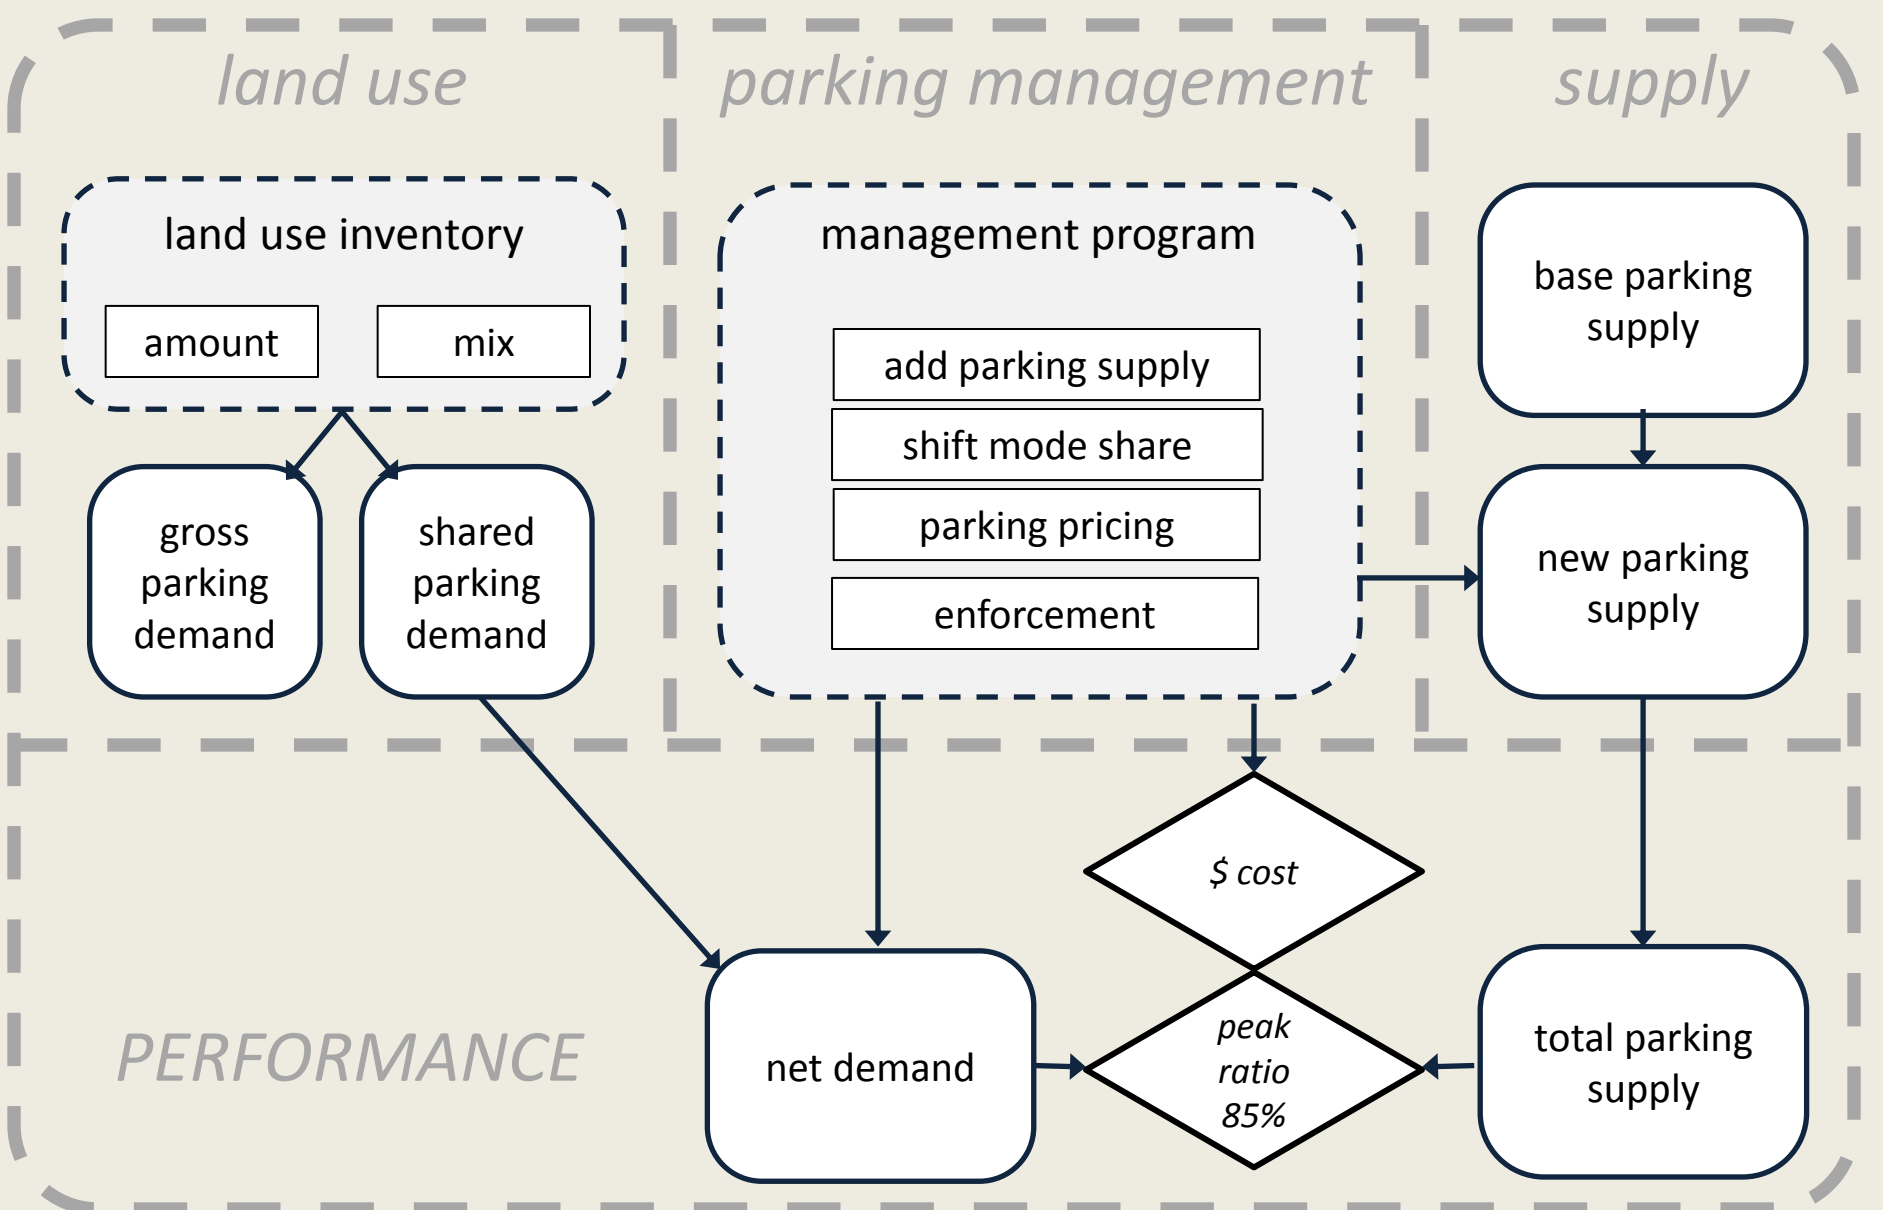 land use
parking management
supply
land use inventory
amount
mix
gross
parking
demand
shared
parking
demand
management program
add parking supply
shift mode share
parking pricing
enforcement
base parking
supply
new parking
supply
$ cost
PERFORMANCE
net demand
peak
ratio
85%
total parking
supply